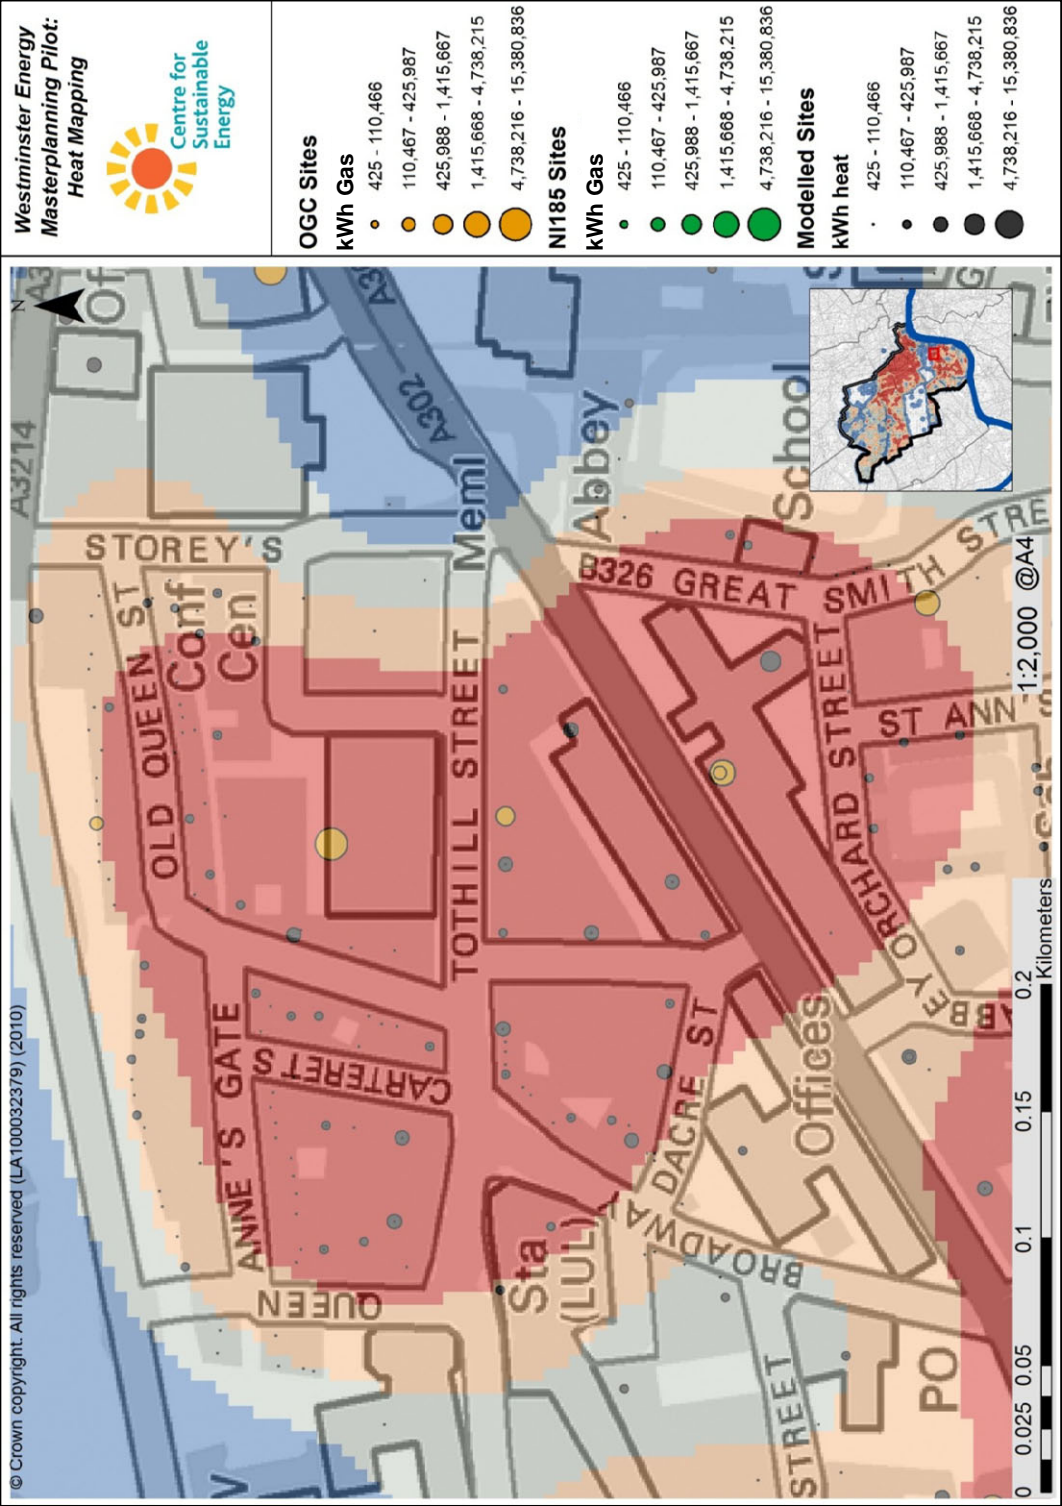 Westminster Energy
Masterplanning Pilot:
Heat Mapping
Centre for
Sustainable
Energy
OGC Sites
kWh Gas
425 - 110,466
110,467 - 425,987
425,988 - 1,415,667
1,415,668 - 4,738,215
4,738,216 - 15,380,836
NI185 Sites
kWh Gas
425 - 110,466
110,467 - 425,987
425,988 - 1,415,667
1,415,668 - 4,738,215
4,738,216 - 15,380,836
Modelled Sites
kWh heat
425 - 110,466
110,467 - 425,987
425,988 - 1,415,667
1,415,668 - 4,738,215
4,738,216 - 15,380,836
© Crown copyright. All rights reserved (LA100032379) (2010)
N
A3214
A3
Of
A302
A30
STOREY'S
OLD QUEEN ST
Conf
Cen
Meml
Abbey
School
B326 GREAT SMITH STRE
TOTHILL STREET
ORCHARD STREET
ST ANN'S
ABBEY ORCHARD STREET
ANNE'S GATE
CARTERET S
QUEEN
DACRE ST
BROADWAY
Sta
(LUL)
Offices
STREET
PO
1:2,000 @A4
0 0.025 0.05 0.1 0.15 0.2
Kilometers